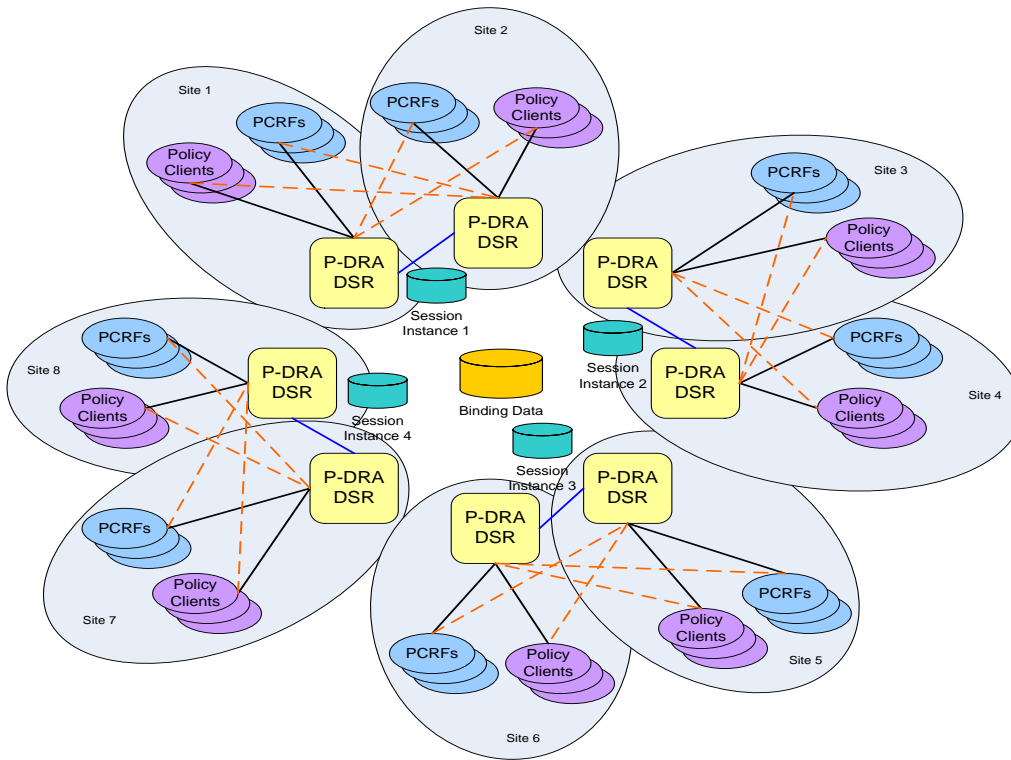 Site 1
PCRFs
Policy
Clients
P-DRA
DSR
Site 2
PCRFs
Policy
Clients
P-DRA
DSR
Session
Instance 1
Site 3
PCRFs
Policy
Clients
P-DRA
DSR
Session
Instance 2
P-DRA
DSR
PCRFs
Policy
Clients
Site 4
Binding Data
Site 8
PCRFs
Policy
Clients
P-DRA
DSR
Session
Instance 4
P-DRA
DSR
PCRFs
Policy
Clients
Site 7
Session
Instance 3
P-DRA
DSR
PCRFs
Policy
Clients
Site 6
P-DRA
DSR
PCRFs
Policy
Clients
Site 5